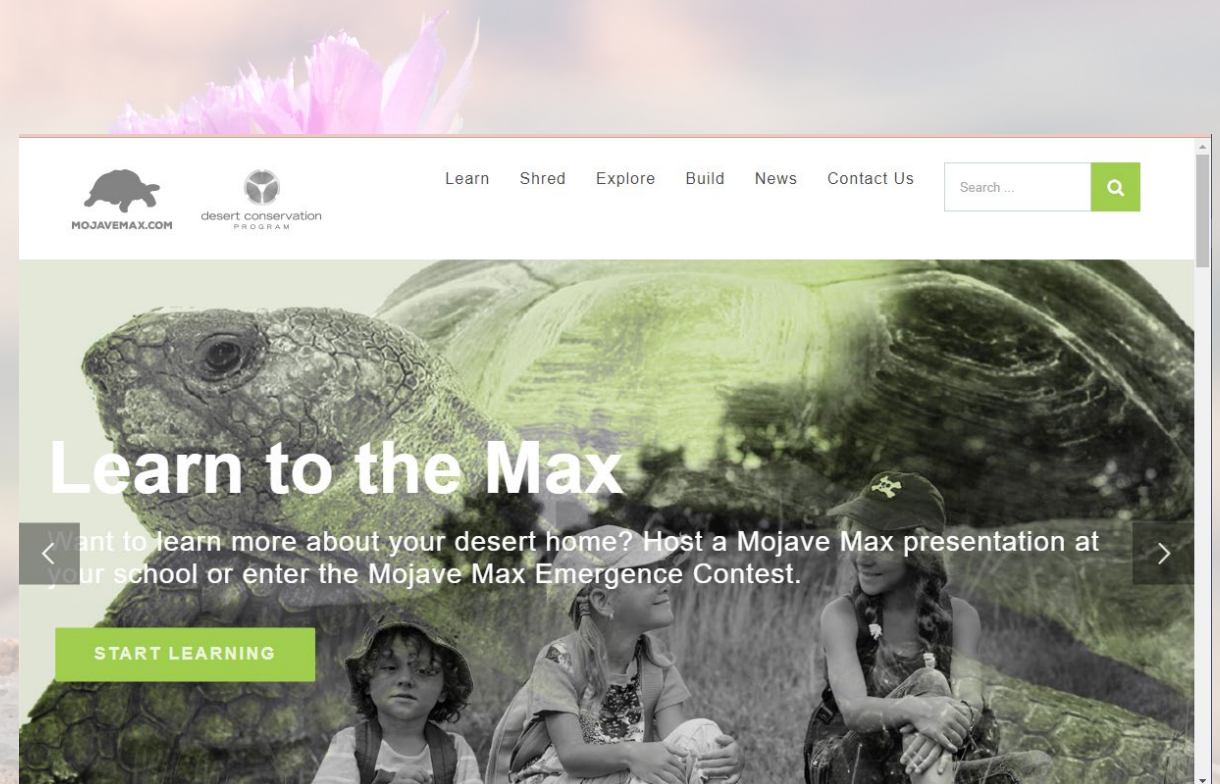 MOJAVEMAX.COM
desert conservation
PROGRAM
Learn Shred Explore Build News Contact Us
Search ...
Learn to the Max
Want to learn more about your desert home? Host a Mojave Max presentation at
your school or enter the Mojave Max Emergence Contest.
START LEARNING